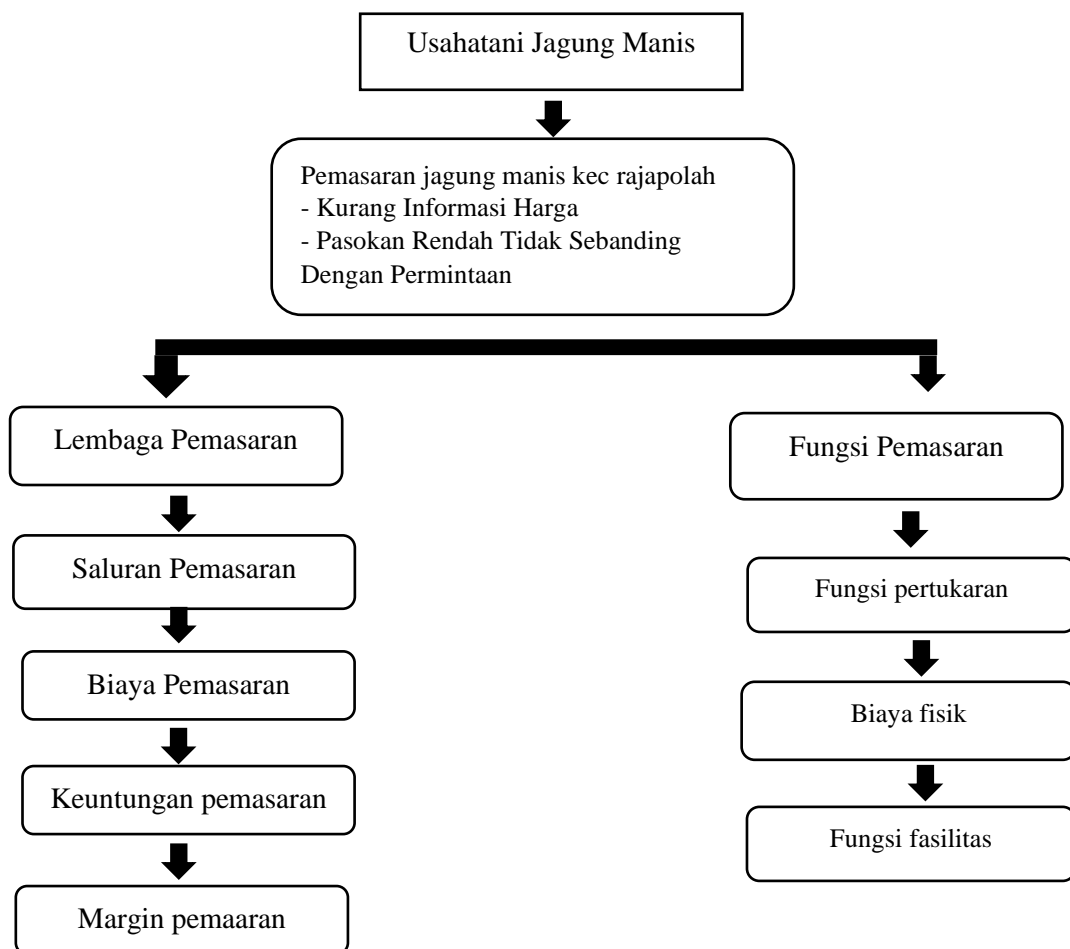 Usahatani Jagung Manis
Pemasaran jagung manis kec rajapolah
- Kurang Informasi Harga
- Pasokan Rendah Tidak Sebanding
Dengan Permintaan
Lembaga Pemasaran
Saluran Pemasaran
Biaya Pemasaran
Keuntungan pemasaran
Margin pemaaran
Fungsi Pemasaran
Fungsi pertukaran
Biaya fisik
Fungsi fasilitas